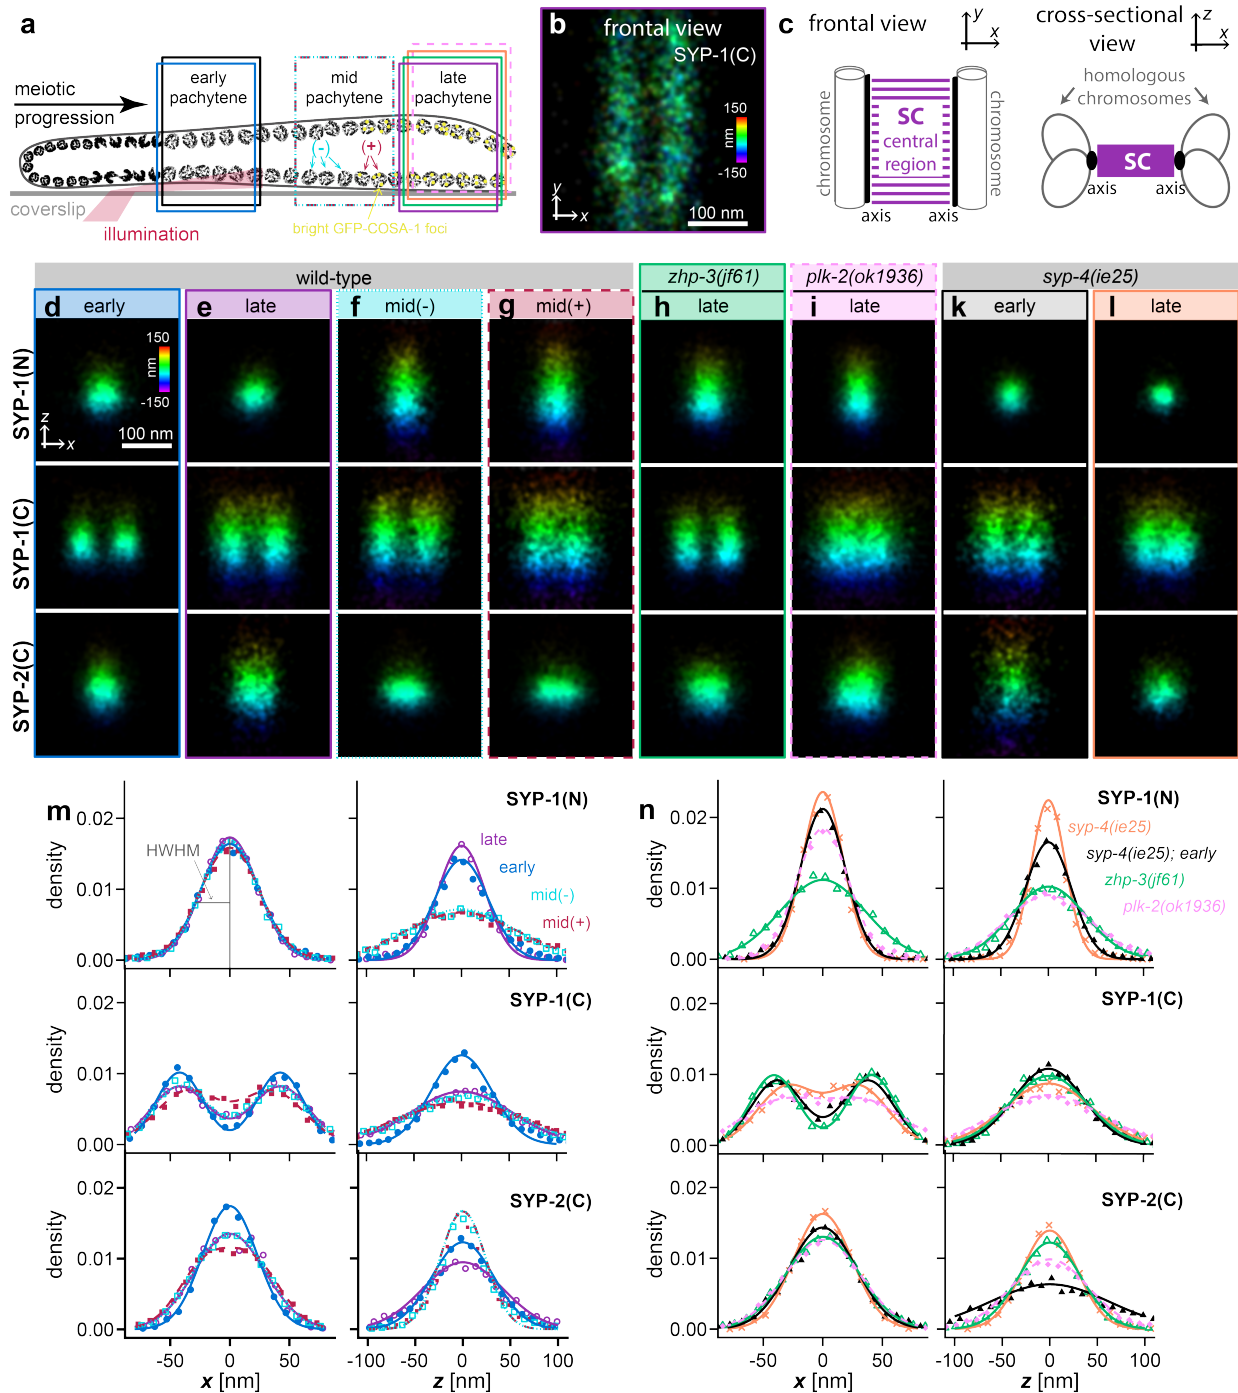 a
meiotic
progression
early
pachytene
mid
pachytene
late
pachytene
(-)
(+)
coverslip
illumination
bright GFP-COSA-1 foci
b
frontal view
SYP-1(C)
150
nm
-150
y
x
100 nm
c
frontal view
y
x
chromosome
SC
central
region
chromosome
axis
axis
cross-sectional
view
z
x
homologous
chromosomes
SC
axis
axis
wild-type
zhp-3(jf61)
plk-2(ok1936)
syp-4(ie25)
d
early
e
late
f
mid(-)
g
mid(+)
h
late
i
late
k
early
l
late
SYP-1(N)
150
nm
-150
z
x
100 nm
SYP-1(C)
SYP-2(C)
m
SYP-1(N)
0.02
0.01
0.00
density
HWHM
late
early
mid(-)
mid(+)
SYP-1(C)
0.02
0.01
0.00
density
SYP-2(C)
0.02
0.01
0.00
density
-50
0
50
x [nm]
-100
-50
0
50
100
z [nm]
n
SYP-1(N)
0.02
0.01
0.00
density
syp-4(ie25)
syp-4(ie25); early
zhp-3(jf61)
plk-2(ok1936)
SYP-1(C)
0.02
0.01
0.00
density
SYP-2(C)
0.02
0.01
0.00
density
-50
0
50
x [nm]
-100
-50
0
50
100
z [nm]